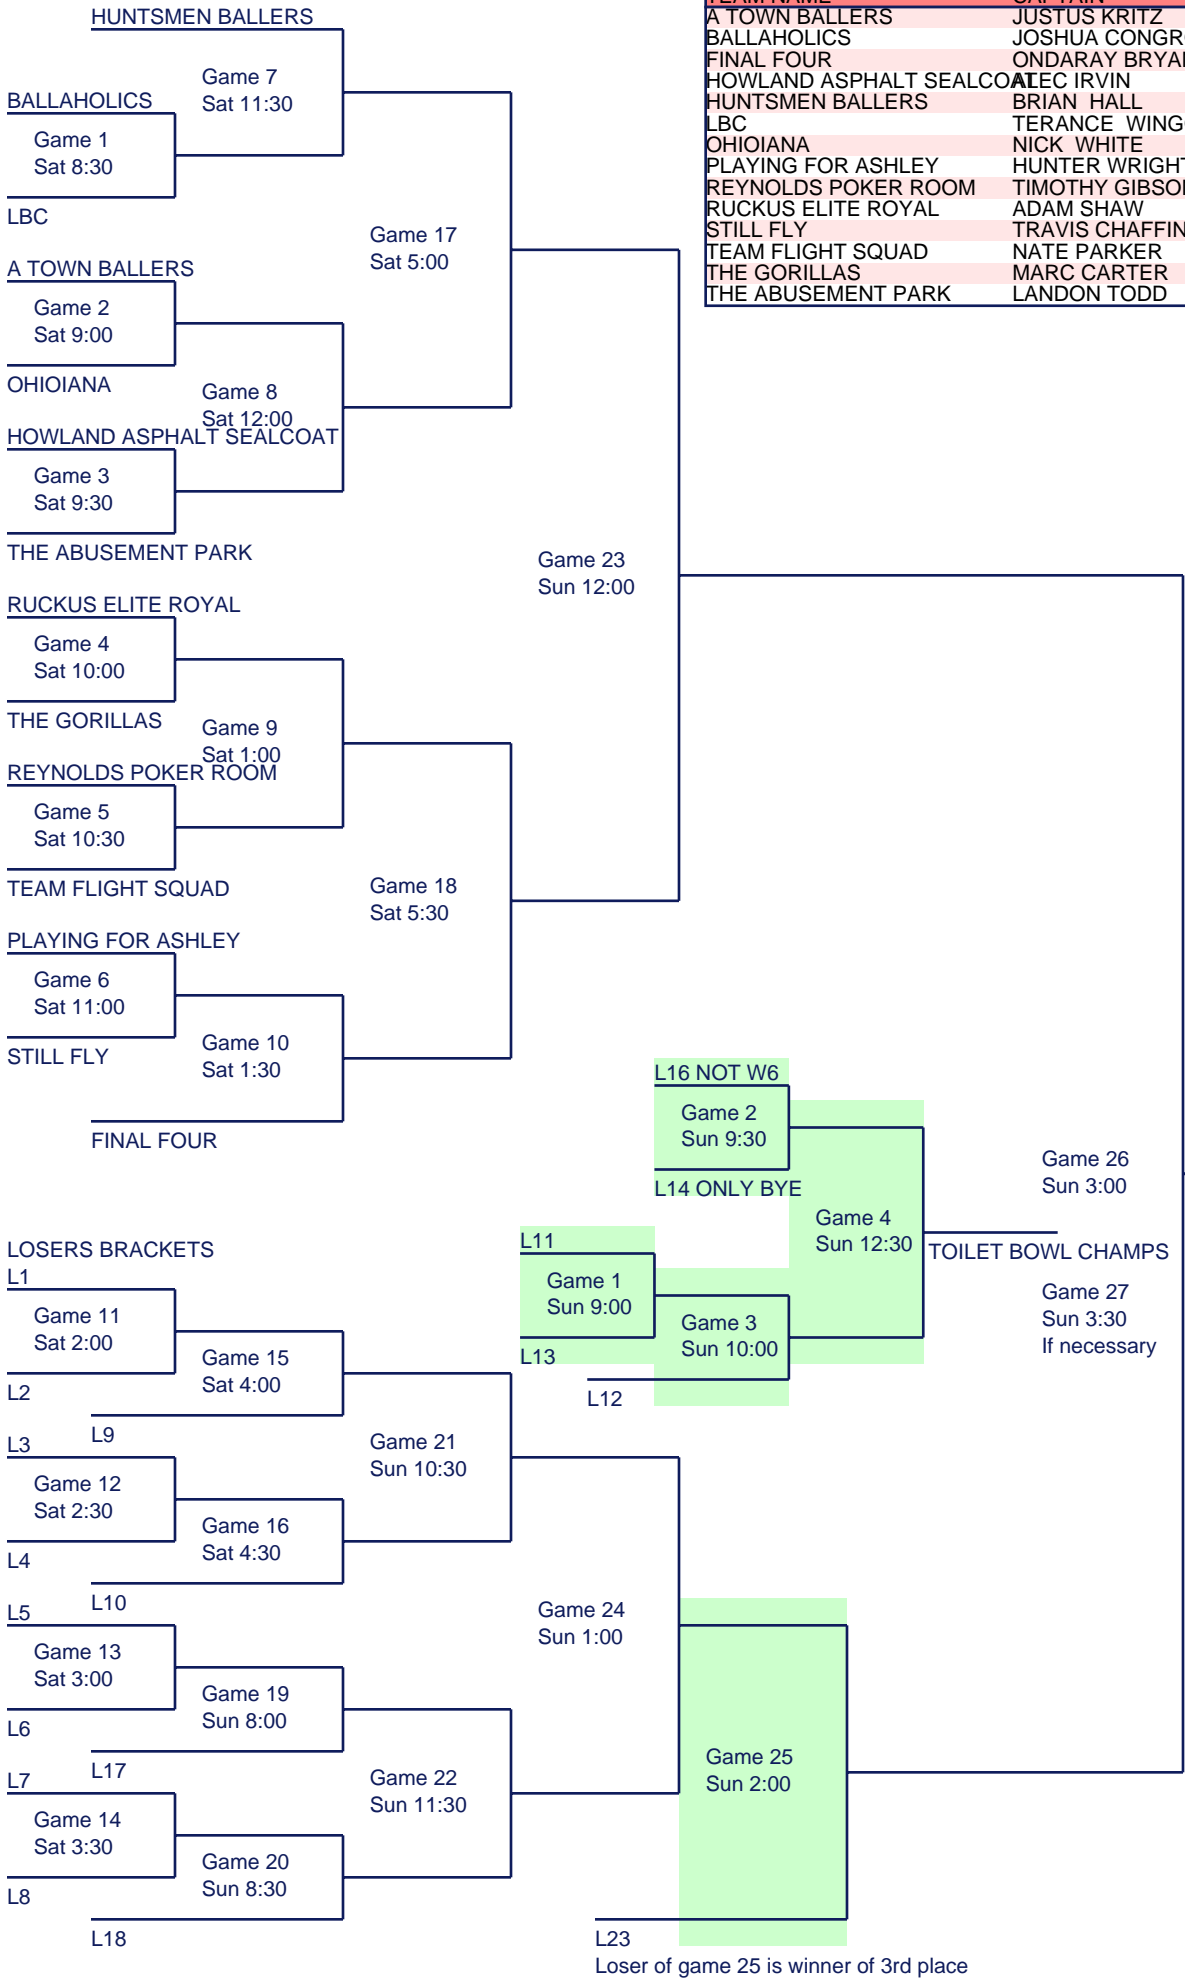 HUNTSMEN BALLERS
Game 7
Sat 11:30
BALLAHOLICS
Game 1
Sat 8:30
LBC
Game 17
Sat 5:00
A TOWN BALLERS
Game 2
Sat 9:00
OHIOIANA
Game 8
Sat 12:00
HOWLAND ASPHALT SEALCOAT
Game 3
Sat 9:30
THE ABUSEMENT PARK
Game 23
Sun 12:00
RUCKUS ELITE ROYAL
Game 4
Sat 10:00
THE GORILLAS
Game 9
Sat 1:00
REYNOLDS POKER ROOM
Game 5
Sat 10:30
TEAM FLIGHT SQUAD
Game 18
Sat 5:30
PLAYING FOR ASHLEY
Game 6
Sat 11:00
STILL FLY
Game 10
Sat 1:30
FINAL FOUR
A TOWN BALLERS JUSTUS KRITZ
BALLAHOLICS JOSHUA
FINAL FOUR ONDARAY
HOWLAND ASPHALT SEALCOAT ALEC IRVIN
HUNTSMEN BALLERS BRIAN HALL
LBC TERANCE
OHIOIANA NICK WHITE
PLAYING FOR ASHLEY HUNTER WRIGHT
REYNOLDS POKER ROOM TIMOTHY
RUCKUS ELITE ROYAL ADAM SHAW
STILL FLY TRAVIS CHAFFIN
TEAM FLIGHT SQUAD NATE PARKER
THE GORILLAS MARC CARTER
THE ABUSEMENT PARK LANDON TODD
L16 NOT W6
Game 2
Sun 9:30
L14 ONLY BYE
Game 4
Sun 12:30
L11
Game 1
Sun 9:00
L13
Game 3
Sun 10:00
L12
TOILET BOWL CHAMPS
Game 26
Sun 3:00
Game 27
Sun 3:30
If necessary
LOSERS BRACKETS
L1
Game 11
Sat 2:00
L2
Game 15
Sat 4:00
L9
L3
Game 12
Sat 2:30
L4
Game 16
Sat 4:30
L10
Game 21
Sun 10:30
L5
Game 13
Sat 3:00
L6
Game 19
Sun 8:00
L17
L7
Game 14
Sat 3:30
L8
Game 20
Sun 8:30
L18
Game 22
Sun 11:30
Game 24
Sun 1:00
Game 25
Sun 2:00
L23
Loser of game 25 is winner of 3rd place